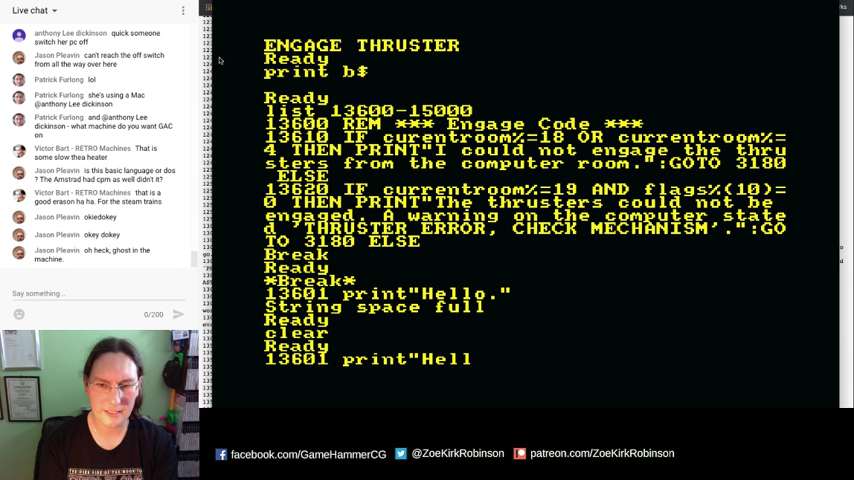 Live chat
anthony Lee dickinson quick someone
switch her pc off
Jason Pleavin can't reach the off switch
from all the way over here
Patrick Furlong lol
Patrick Furlong she's using a Mac
@anthony Lee dickinson
Patrick Furlong and @anthony Lee
dickinson - what machine do you want GAC
on
Victor Bart - RETRO Machines That is
some slow thea heater
Jason Pleavin is this basic language or dos
? The Amstrad had cpm as well didn't it?
Victor Bart - RETRO Machines that is a
good erason ha ha. For the steam trains
Jason Pleavin okiedokey
Jason Pleavin okey dokey
Jason Pleavin oh heck, ghost in the
machine.
Say something...
0/200
ENGAGE THRUSTER
Ready
print b$
Ready
list 13600-15000
13600 REM *** Engage Code ***
13610 IF curentroom%=18 OR currentroom%=
4 THEN PRINT"I could not engage the thru
sters from the computer room.":GOTO 3180
ELSE
13620 IF currentroom%=19 AND flags%(10)=
0 THEN PRINT"The thrusters could not be
engaged. A warning on the computer state
d 'THRUSTER ERROR, CHECK MECHANISM'.":GO
TO 3180 ELSE
Break
Ready
*Break*
13601 print"Hello."
String space full
Ready
clear
Ready
13601 print"Hell
facebook.com/GameHammerCG
@ZoeKirkRobinson
patreon.com/ZoeKirkRobinson